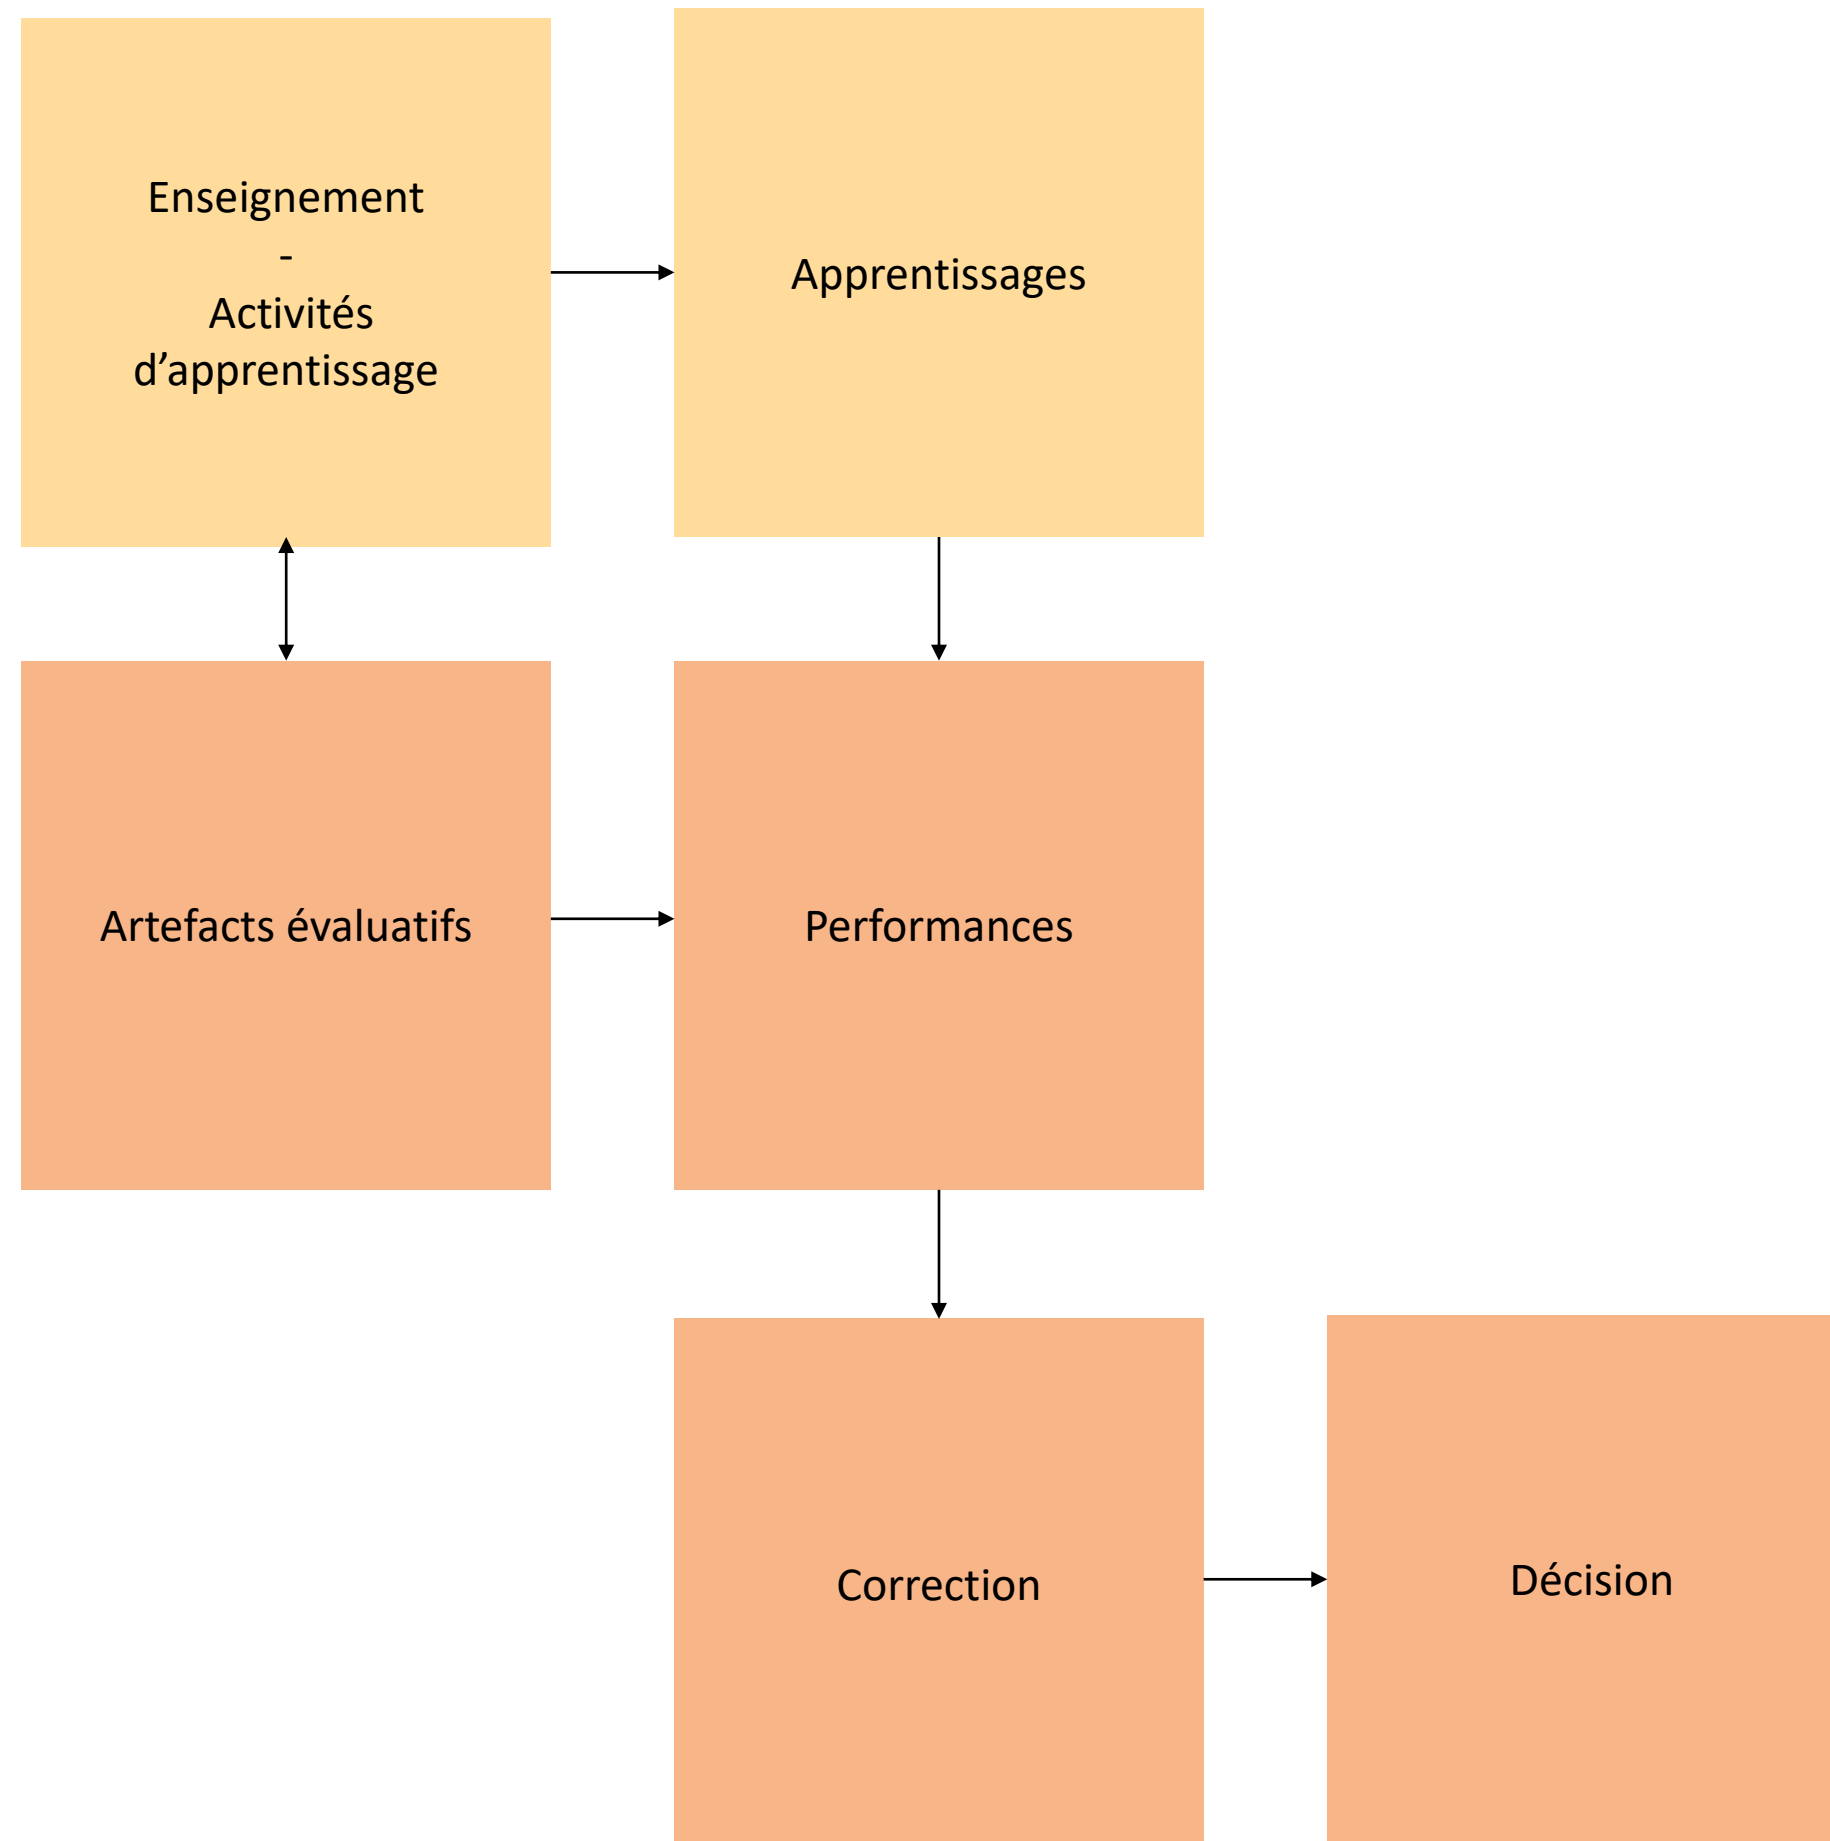 Enseignement
-
Activités
d’apprentissage
Apprentissages
Artefacts évaluatifs
Performances
Correction
Décision